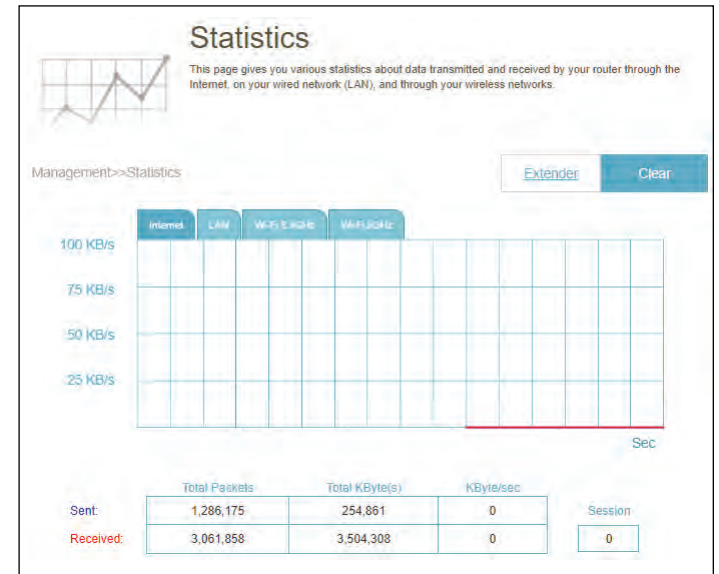 Statistics
This page gives you various statistics about data transmitted and received by your router through the
Internet, on your wired network (LAN), and through your wireless networks.
Management>>Statistics
Extender
Clear
Internet LAN
100 KB/s
75 KB/s
50 KB/s
25 KB/s
Sec
Total Packets Total KByte(s) KByte/sec
Sent: 1,286,175 254,861 0 Session
Received: 3,061,858 3,504,308 0 0